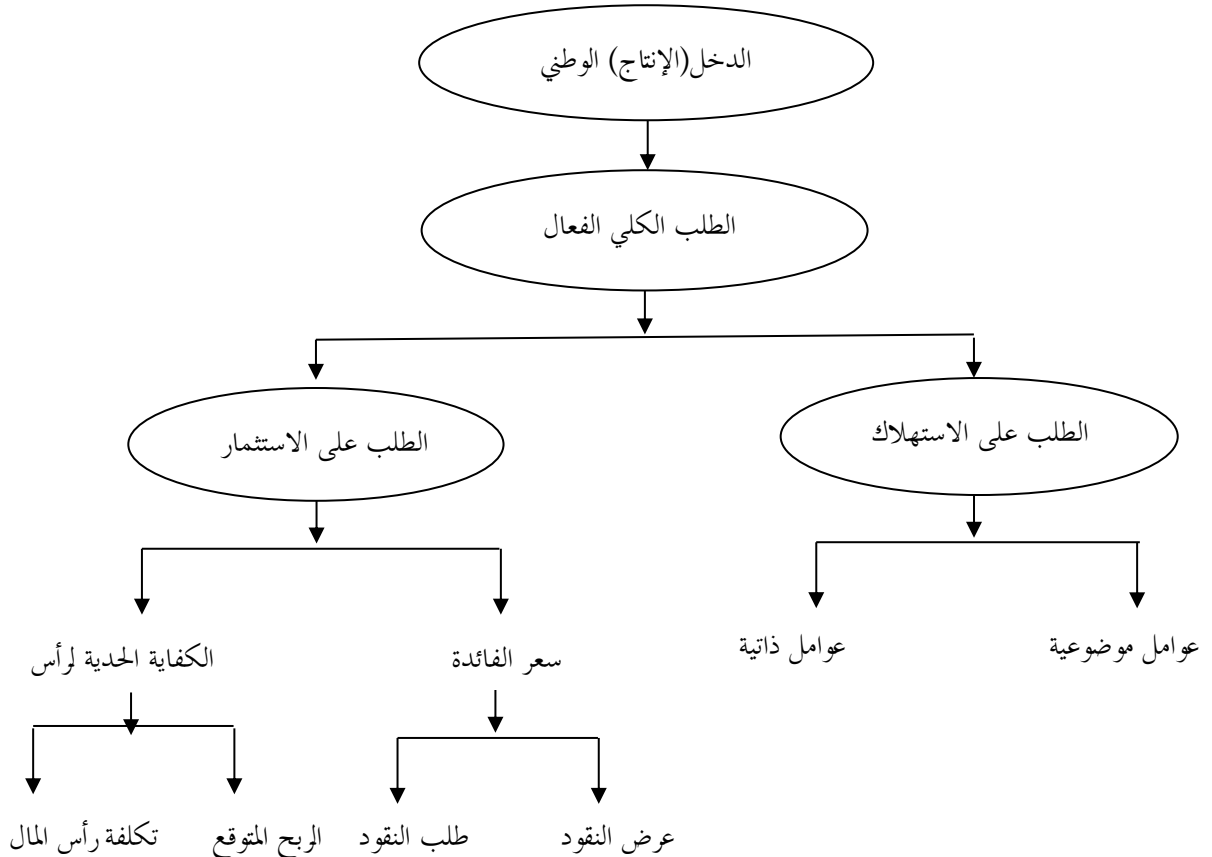 الدخل(الإنتاج) الوطني
الطلب الكلي الفعال
الطلب على الاستهلاك
الطلب على الاستثمار
عوامل موضوعية
عوامل ذاتية
سعر الفائدة
الكفاية الحدية لرأس
عرض النقود
طلب النقود
الربح المتوقع
تكلفة رأس المال